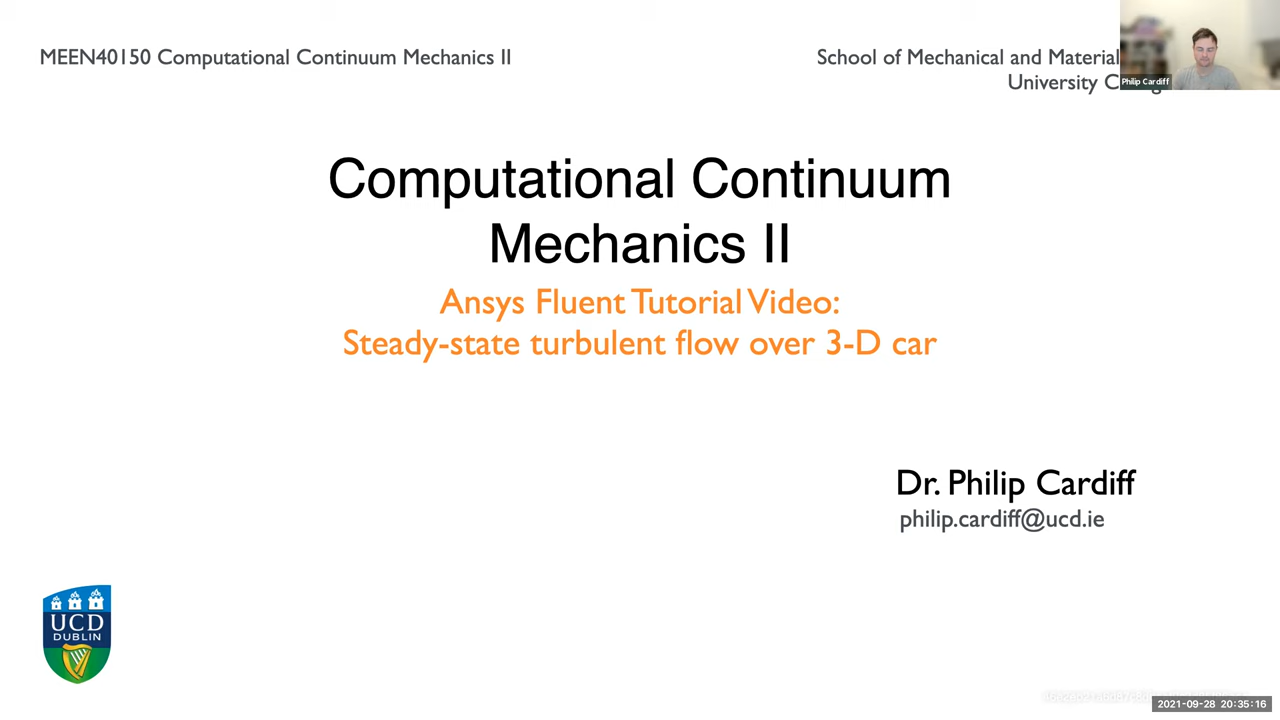 MEEN40150 Computational Continuum Mechanics II
School of Mechanical and Material
University C
Philip Cardiff
Computational Continuum
Mechanics II
Ansys Fluent Tutorial Video:
Steady-state turbulent flow over 3-D car
Dr. Philip Cardiff
philip.cardiff@ucd.ie
UCD
DUBLIN
2021-09-28 20:35:16